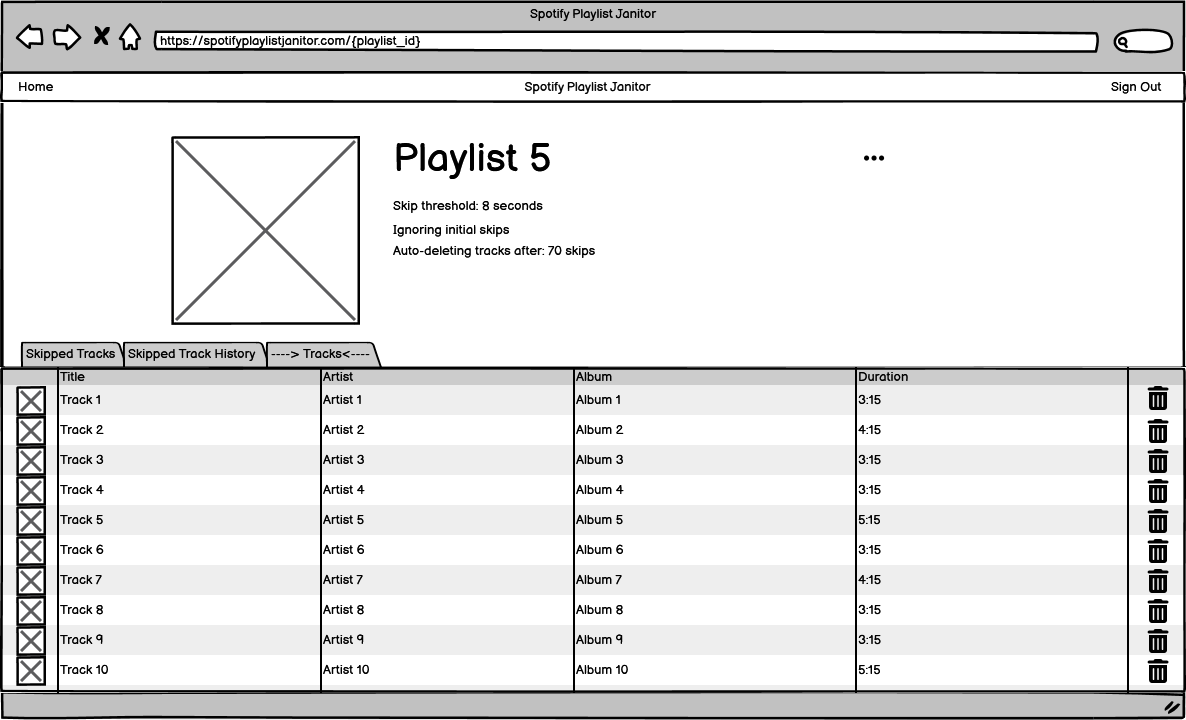 Spotify Playlist Janitor
https://spotifyplaylistjanitor.com/{playlist_id}
Home Spotify Playlist Janitor Sign Out
Playlist 5 •••
Skip threshold: 8 seconds
Ignoring initial skips
Auto-deleting tracks after: 70 skips
Skipped Tracks Skipped Track History ----> Tracks<----
Title Artist Album Duration
Track 1 Artist 1 Album 1 3:15
Track 2 Artist 2 Album 2 4:15
Track 3 Artist 3 Album 3 3:15
Track 4 Artist 4 Album 4 3:15
Track 5 Artist 5 Album 5 5:15
Track 6 Artist 6 Album 6 3:15
Track 7 Artist 7 Album 7 4:15
Track 8 Artist 8 Album 8 3:15
Track 9 Artist 9 Album 9 3:15
Track 10 Artist 10 Album 10 5:15